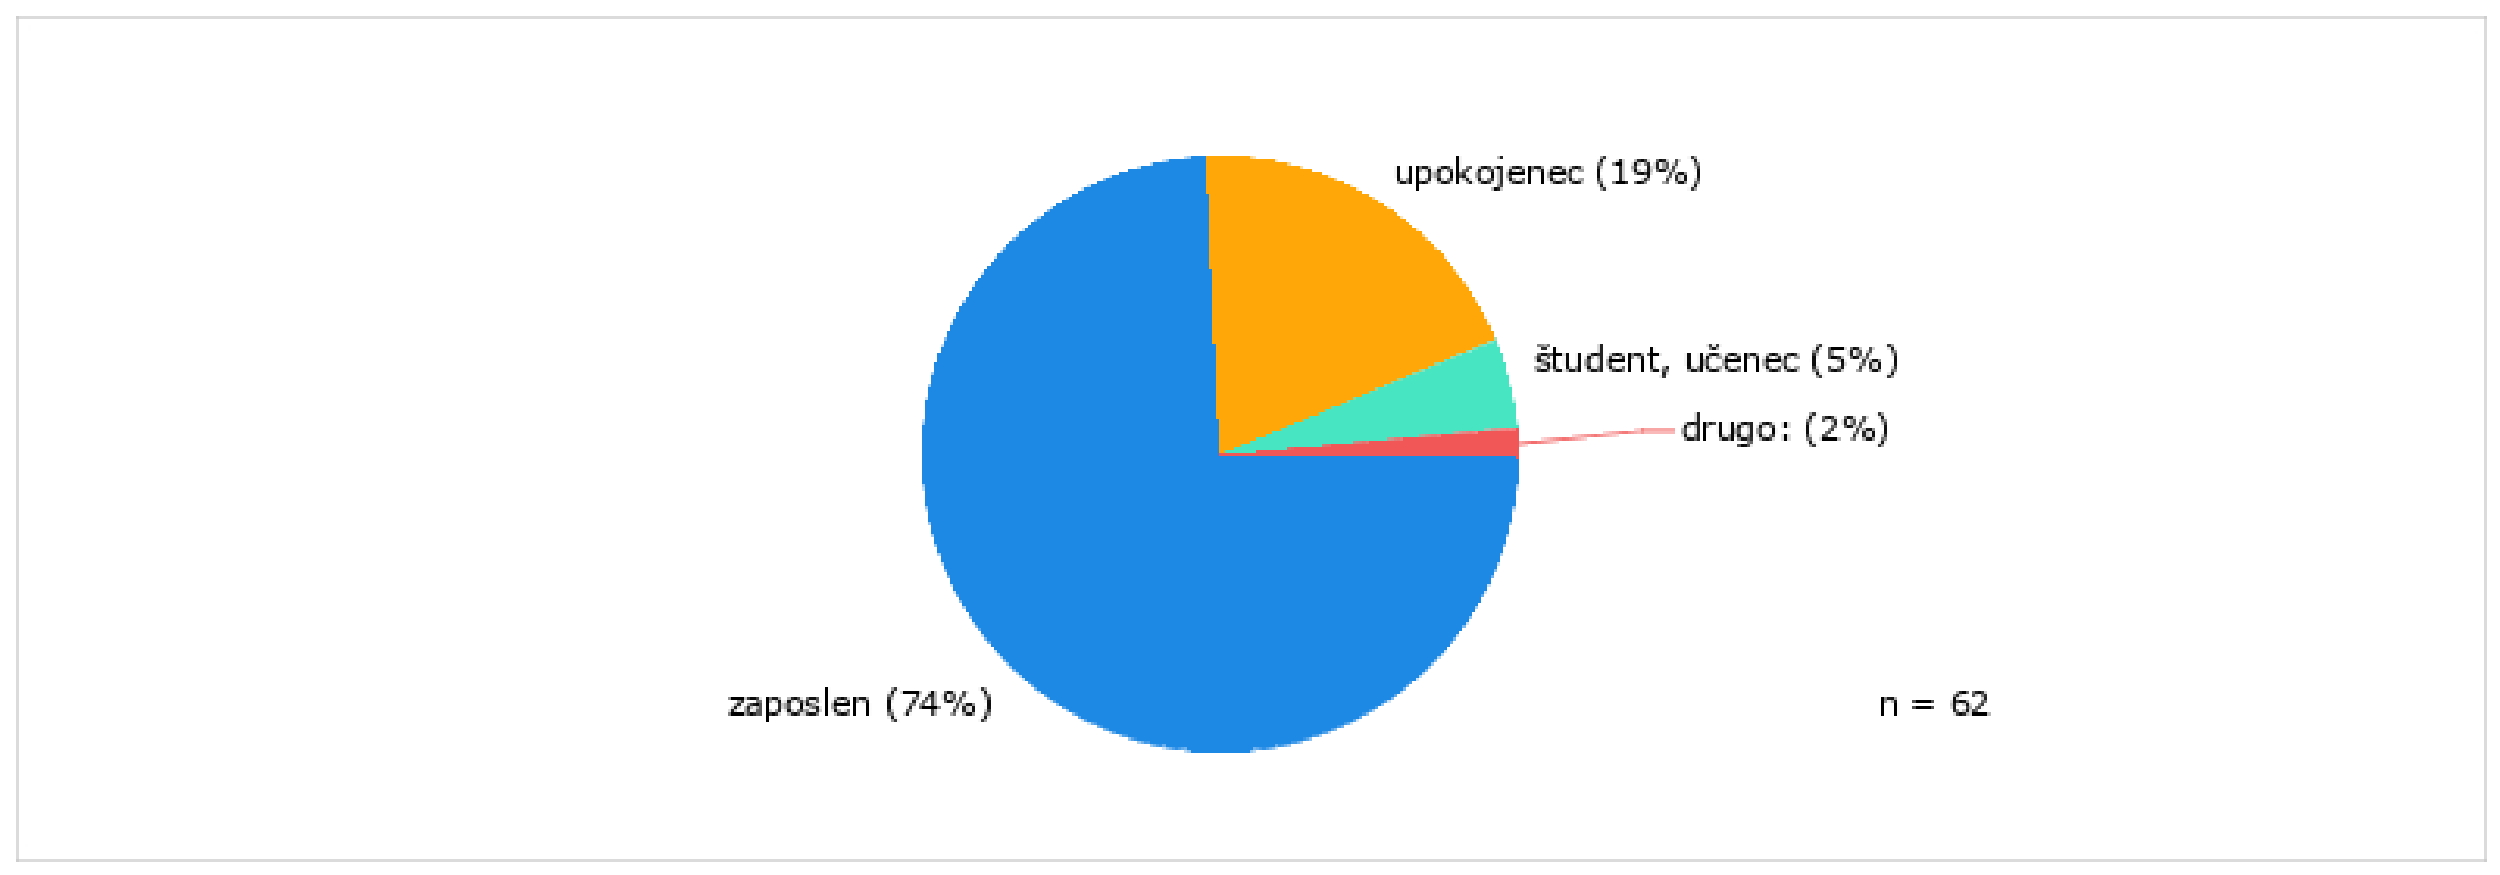 upokojenec (19%)
študent, učenec (5%)
drugo: (2%)
zaposlen (74%)
n = 62